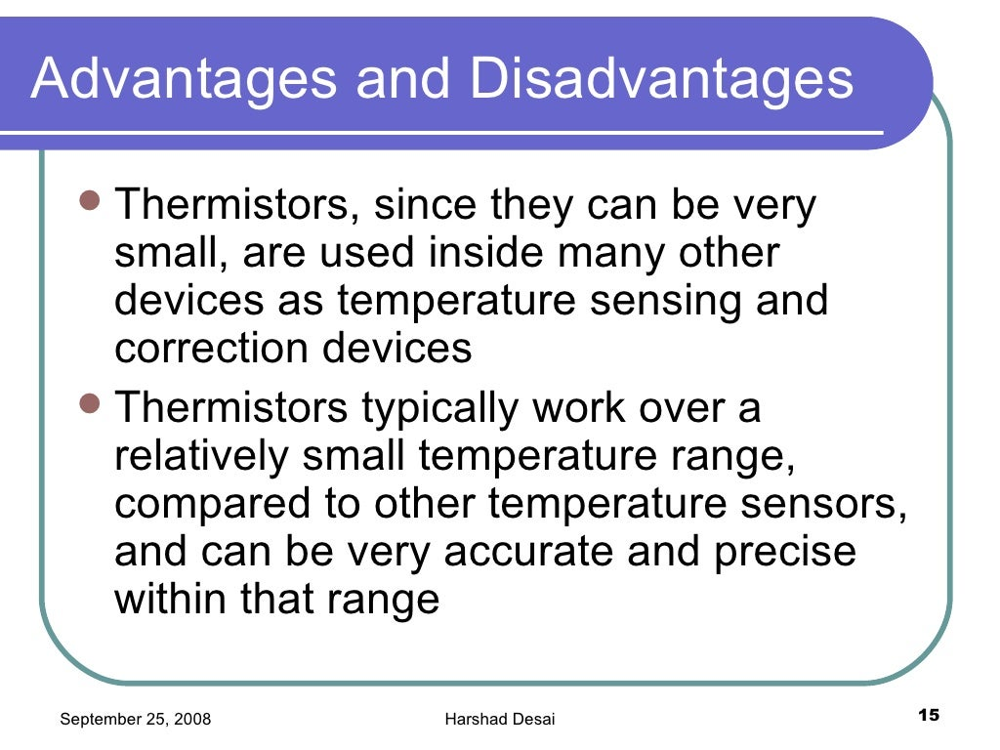 Advantages and Disadvantages
Thermistors, since they can be very
small, are used inside many other
devices as temperature sensing and
correction devices
Thermistors typically work over a
relatively small temperature range,
compared to other temperature sensors,
and can be very accurate and precise
within that range
September 25, 2008
Harshad Desai
15